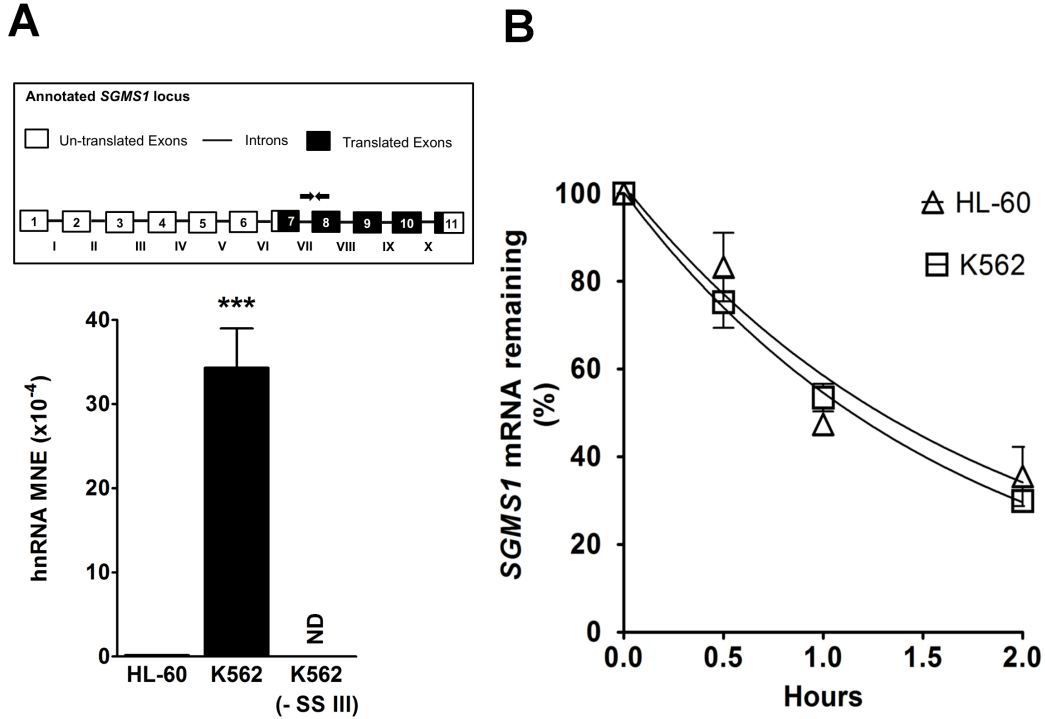 A
Annotated SGMS1 locus
Un-translated Exons Introns Translated Exons
1 2 3 4 5 6 7 8 9 10 11
I II III IV V VI VII VIII IX X
***
hnRNA MNE (x10-4)
40
30
20
10
0
ND
HL-60 K562 K562
(- SS III)
B
SGMS1 mRNA remaining
(%)
100
80
60
40
20
0
HL-60
K562
0.0 0.5 1.0 1.5 2.0
Hours